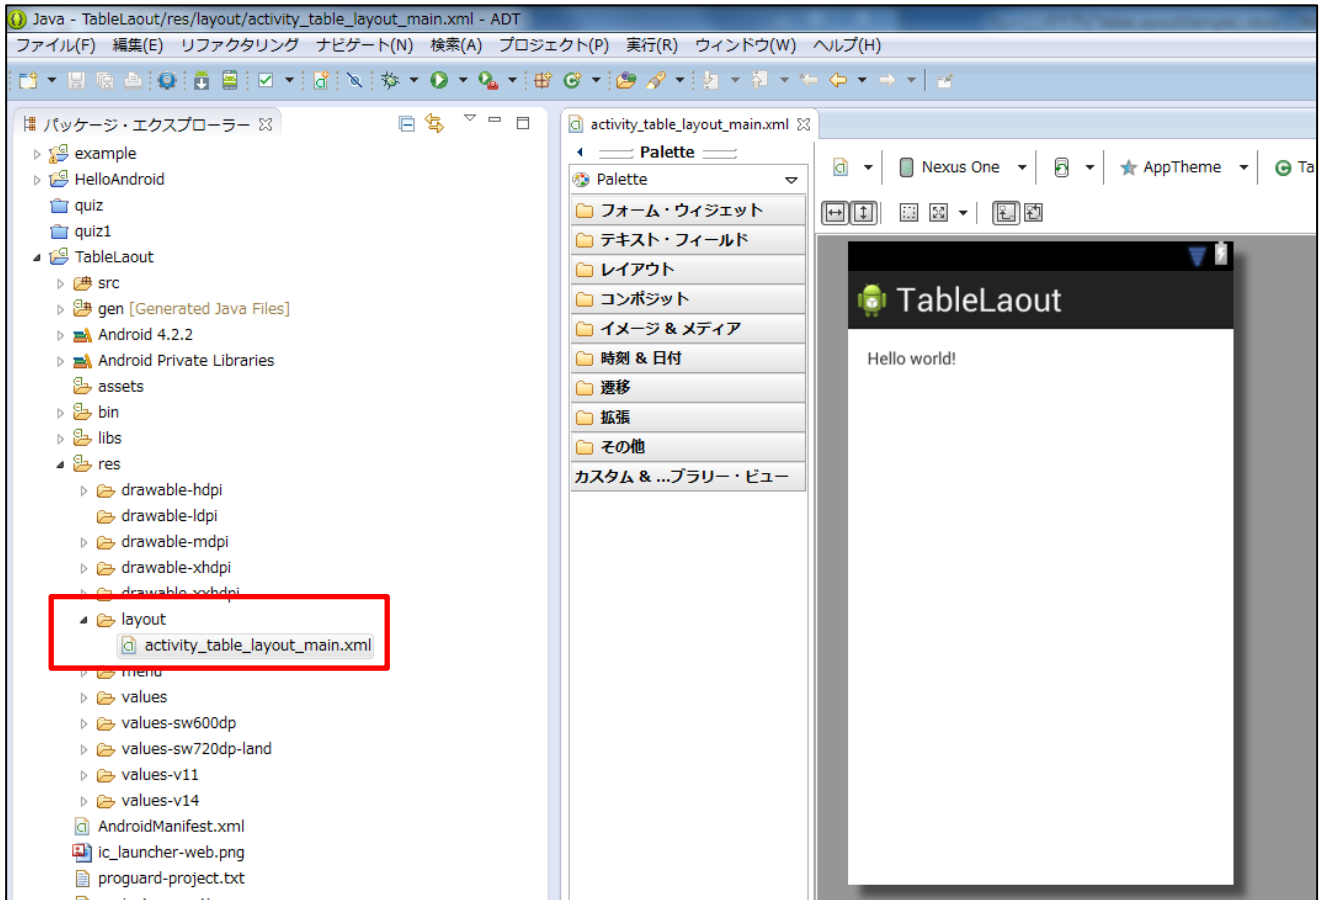 Java - TableLaout/res/layout/activity_table_layout_main.xml - ADT
ファイル(F) 編集(E) リファクタリング ナビゲート(N) 検索(A) プロジェクト(P) 実行(R) ウィンドウ(W) ヘルプ(H)
パッケージ・エクスプローラー
example
HelloAndroid
quiz
quiz1
TableLaout
src
gen [Generated Java Files]
Android 4.2.2
Android Private Libraries
assets
bin
libs
res
drawable-hdpi
drawable-ldpi
drawable-mdpi
drawable-xhdpi
drawable-xxhdpi
layout
activity_table_layout_main.xml
menu
values
values-sw600dp
values-sw720dp-land
values-v11
values-v14
AndroidManifest.xml
ic_launcher-web.png
proguard-project.txt
activity_table_layout_main.xml
Palette
Palette
フォーム・ウィジェット
テキスト・フィールド
レイアウト
コンポジット
イメージ & メディア
時刻 & 日付
遷移
拡張
その他
カスタム & ...ブラリー・ビュー
Nexus One
AppTheme
Ta
TableLaout
Hello world!